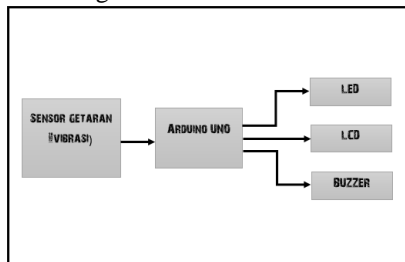 SENSOR GETARAN
(VIBRASI)
ARDUINO UNO
LED
LCD
BUZZER